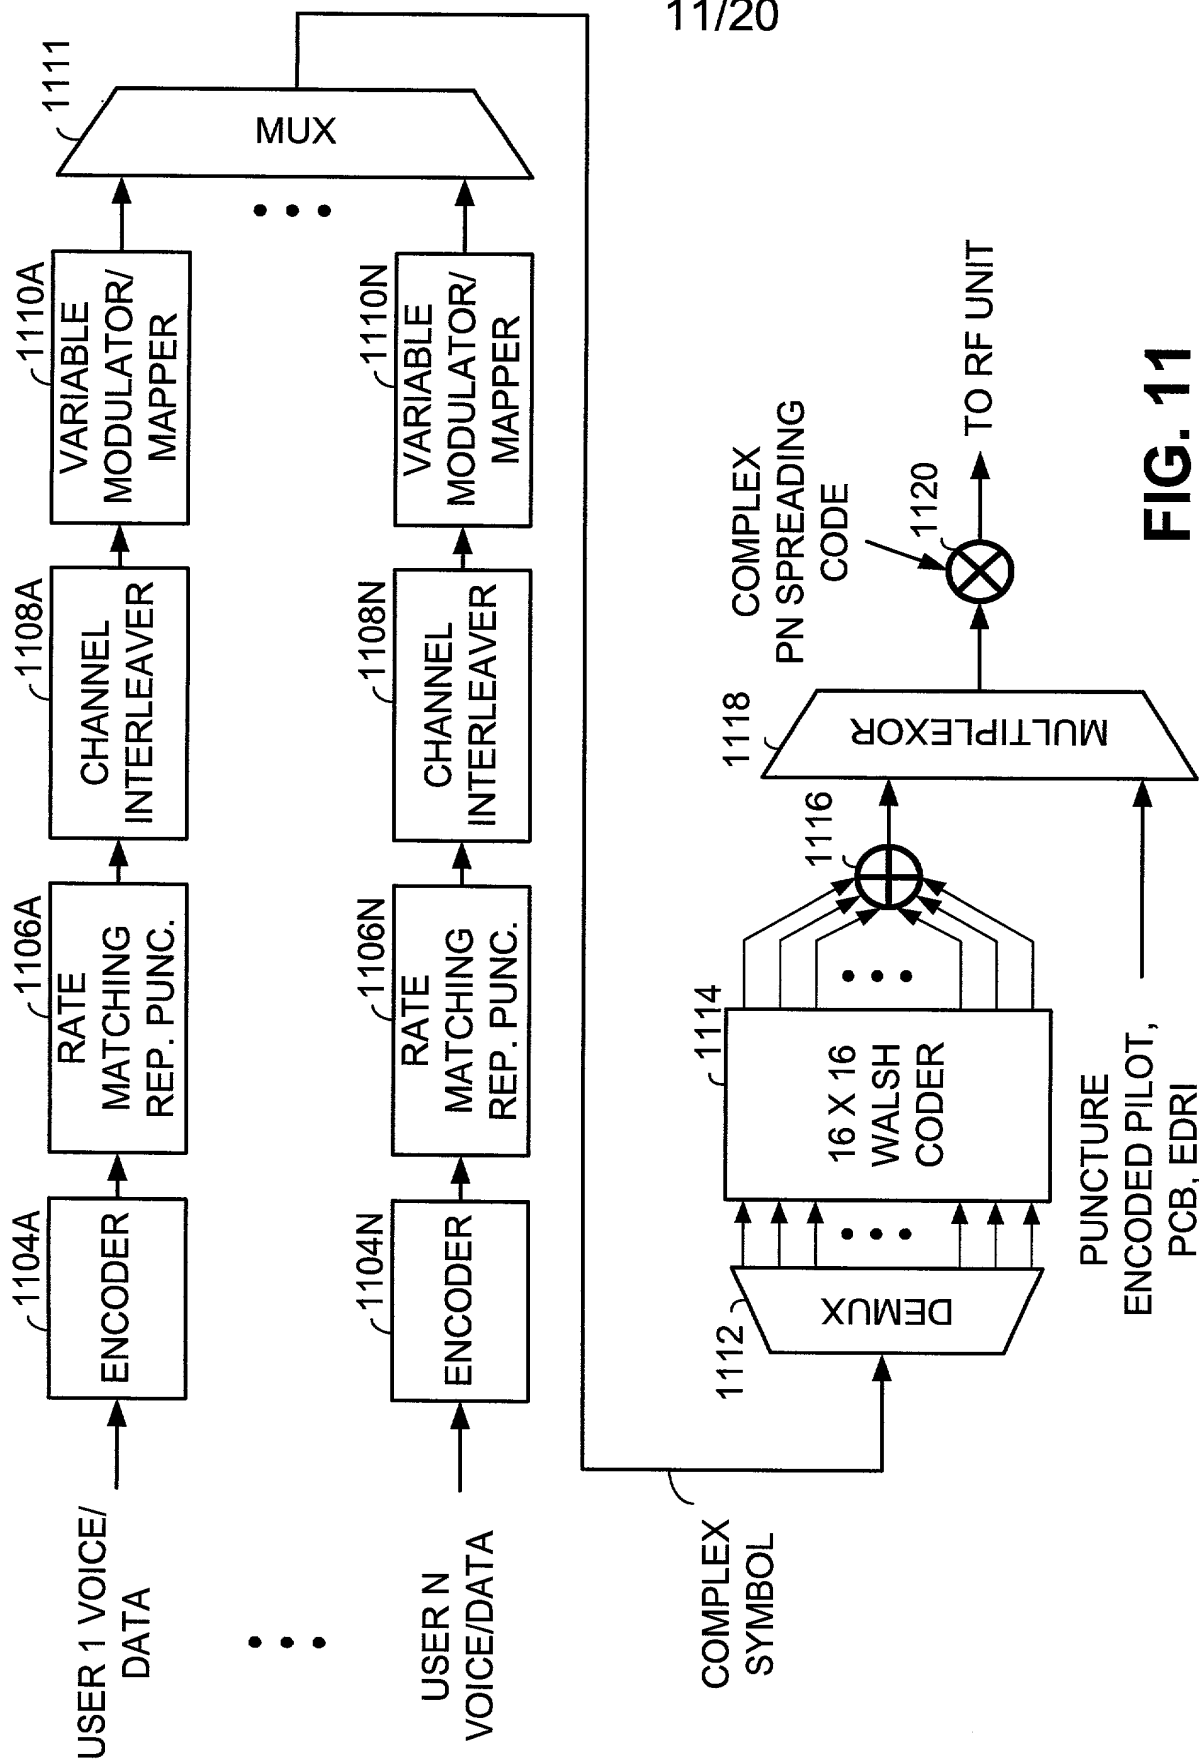 11/20
USER 1 VOICE/
DATA
1104A
ENCODER
1106A
RATE
MATCHING
REP. PUNC.
1108A
CHANNEL
INTERLEAVER
1110A
VARIABLE
MODULATOR/
MAPPER
1111
MUX
USER N
VOICE/DATA
1104N
ENCODER
1106N
RATE
MATCHING
REP. PUNC.
1108N
CHANNEL
INTERLEAVER
1110N
VARIABLE
MODULATOR/
MAPPER
COMPLEX
SYMBOL
1112
DEMUX
1114
16 X 16
WALSH
CODER
1116
1118
MULTIPLEXOR
COMPLEX
PN SPREADING
CODE
1120
TO RF UNIT
PUNCTURE
ENCODED PILOT,
PCB, EDRI
FIG. 11